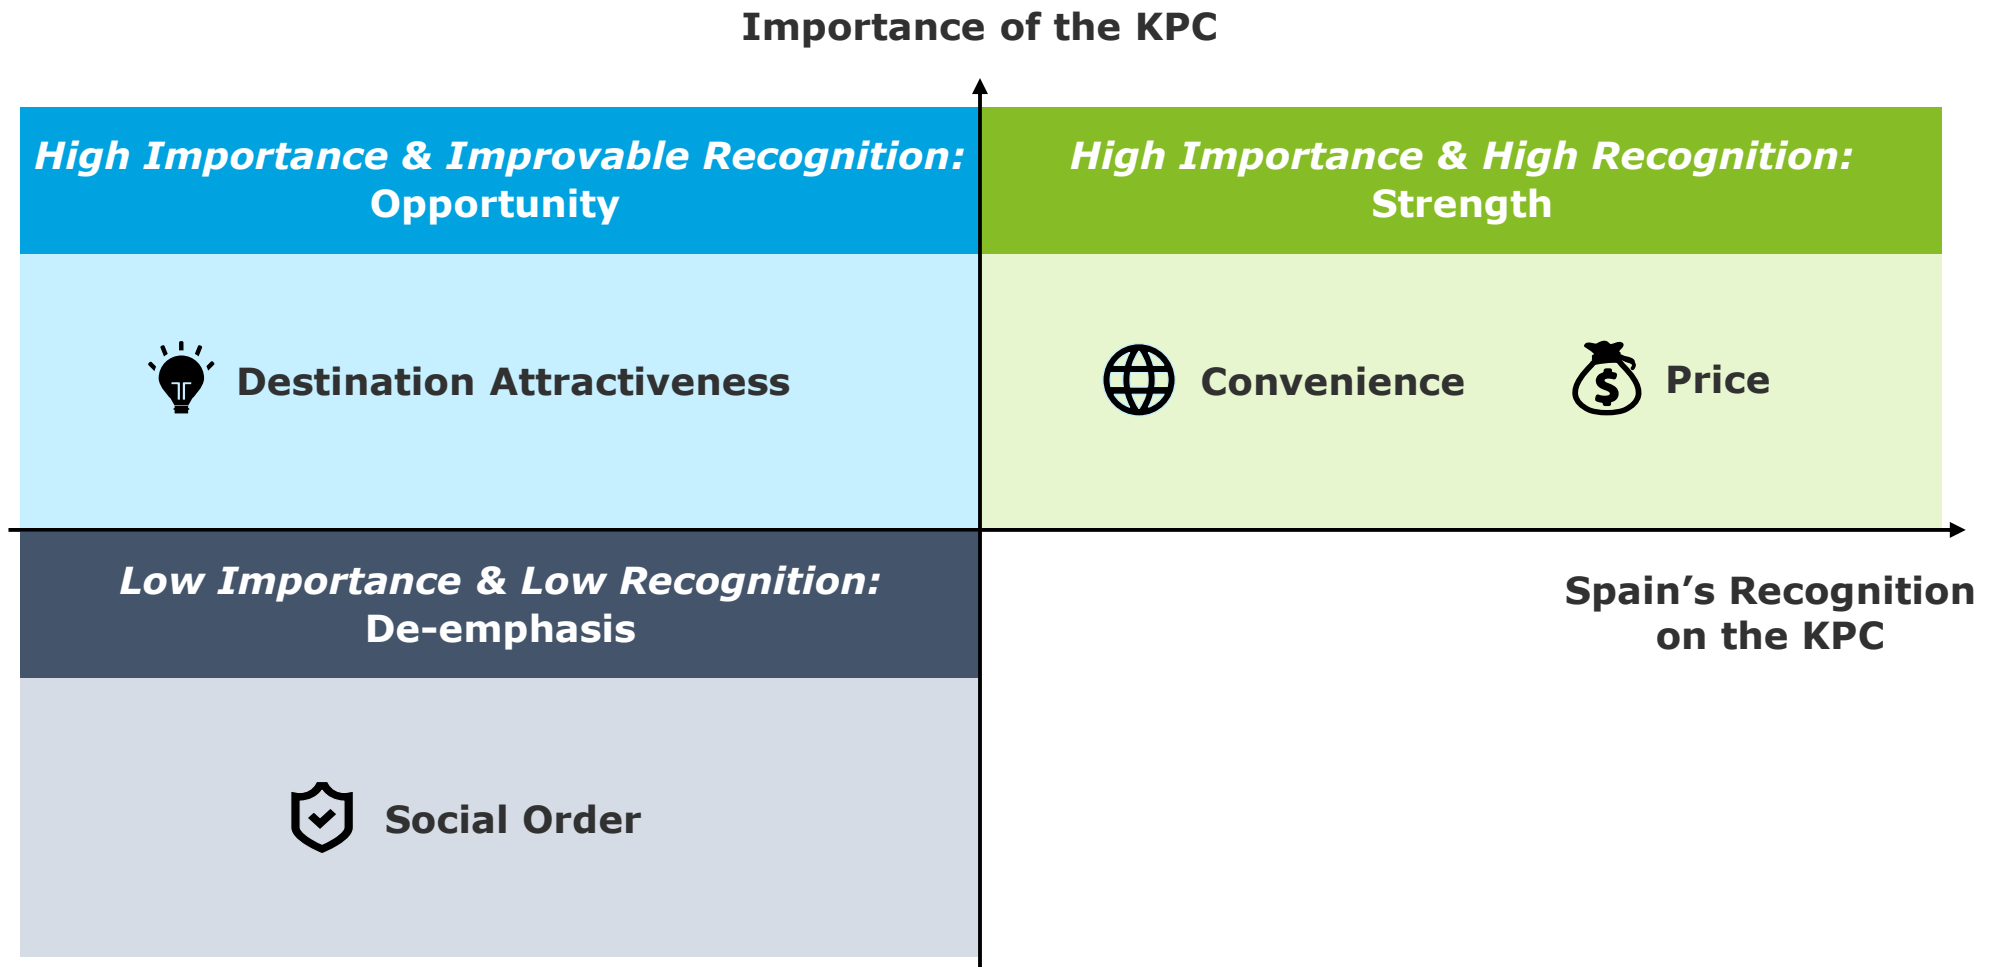 Importance of the KPC
High Importance & Improvable Recognition:
Opportunity
High Importance & High Recognition:
Strength
Destination Attractiveness
Convenience
$
Price
Low Importance & Low Recognition:
De-emphasis
Spain’s Recognition
on the KPC
Social Order